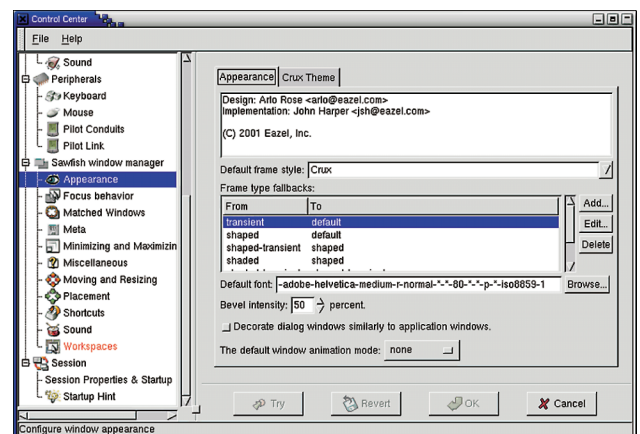 Control Center
File Help
Sound
Peripherals
Keyboard
Mouse
Pilot Conduits
Pilot Link
Sawfish window manager
Appearance
Focus behavior
Matched Windows
Meta
Minimizing and Maximizin
Miscellaneous
Moving and Resizing
Placement
Shortcuts
Sound
Workspaces
Session
Session Properties & Startup
Startup Hint
Appearance Crux Theme
Design: Arlo Rose <arlo@eazel.com>
Implementation: John Harper <jsh@eazel.com>
(C) 2001 Eazel, Inc.
Default frame style: Crux
Frame type fallbacks:
From To
transient default
shaped default
shaped-transient shaped
shaded shaped
Add...
Edit...
Delete
Default font: -adobe-helvetica-medium-r-normal-*-*-80-*-*-p-*-iso8859-1 Browse...
Bevel intensity: 50 percent.
Decorate dialog windows similarly to application windows.
The default window animation mode: none
Try Revert OK Cancel
Configure window appearance